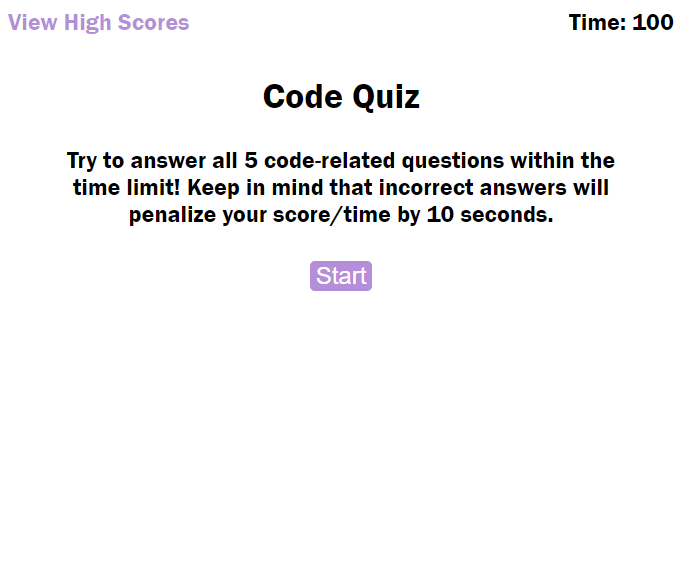 View High Scores
Time: 100
Code Quiz
Try to answer all 5 code-related questions within the
time limit! Keep in mind that incorrect answers will
penalize your score/time by 10 seconds.
Start